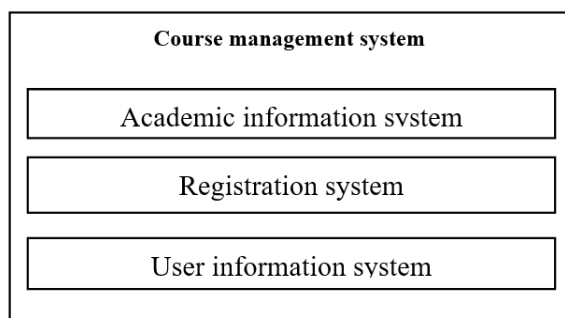 Course management system
Academic information system
Registration system
User information system